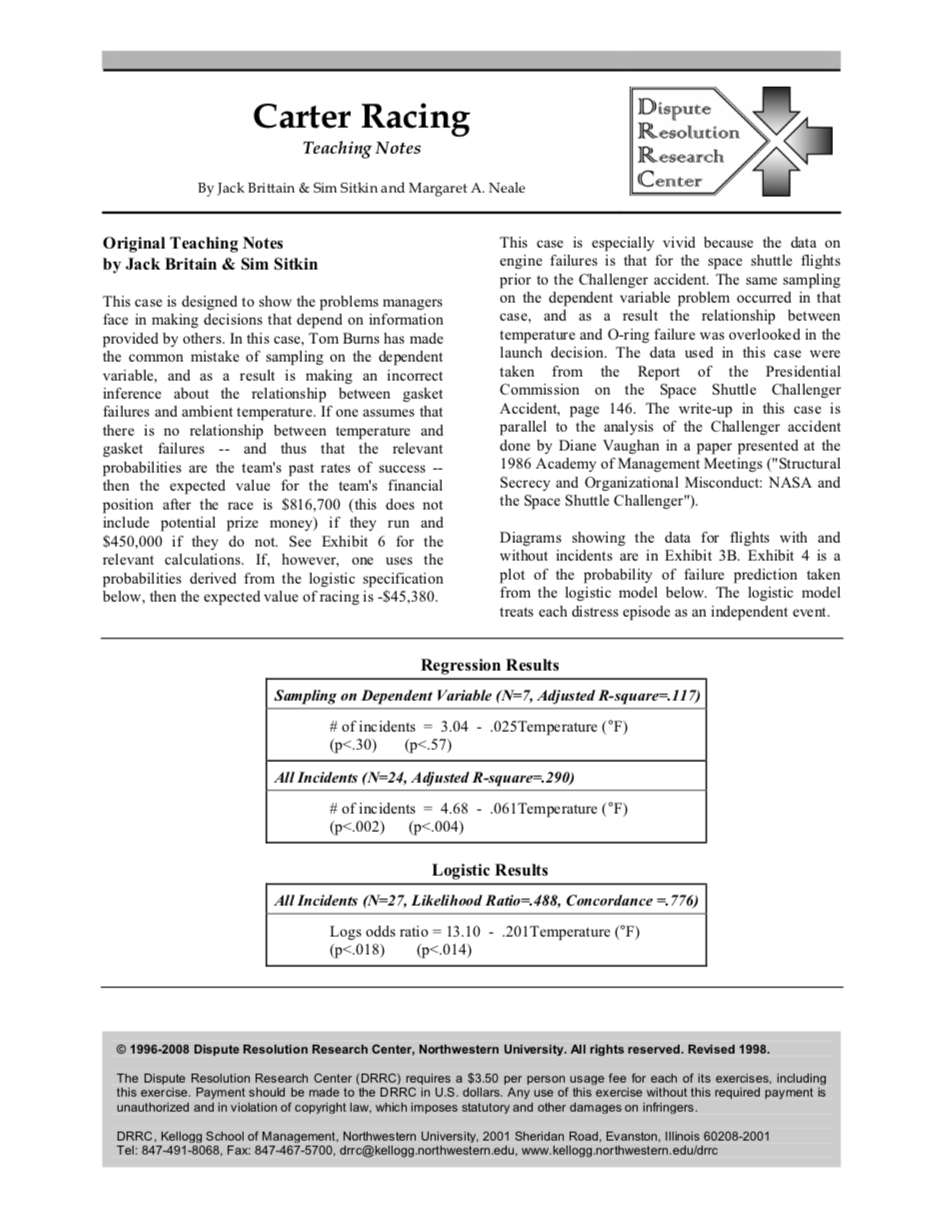 Carter Racing
Teaching Notes
By Jack Brittain & Sim Sitkin and Margaret A. Neale
Dispute
Resolution
Research
Center
Original Teaching Notes
by Jack Britain & Sim Sitkin
This case is designed to show the problems managers
face in making decisions that depend on information
provided by others. In this case, Tom Burns has made
the common mistake of sampling on the dependent
variable, and as a result is making an incorrect
inference about the relationship between gasket
failures and ambient temperature. If one assumes that
there is no relationship between temperature and
gasket failures -- and thus that the relevant
probabilities are the team's past rates of success --
then the expected value for the team's financial
position after the race is $816,700 (this does not
include potential prize money) if they run and
$450,000 if they do not. See Exhibit 6 for the
relevant calculations. If, however, one uses the
probabilities derived from the logistic specification
below, then the expected value of racing is -$45,380.
This case is especially vivid because the data on
engine failures is that for the space shuttle flights
prior to the Challenger accident. The same sampling
on the dependent variable problem occurred in that
case, and as a result the relationship between
temperature and O-ring failure was overlooked in the
launch decision. The data used in this case were
taken from the Report of the Presidential
Commission on the Space Shuttle Challenger
Accident, page 146. The write-up in this case is
parallel to the analysis of the Challenger accident
done by Diane Vaughan in a paper presented at the
1986 Academy of Management Meetings ("Structural
Secrecy and Organizational Misconduct: NASA and
the Space Shuttle Challenger").
Diagrams showing the data for flights with and
without incidents are in Exhibit 3B. Exhibit 4 is a
plot of the probability of failure prediction taken
from the logistic model below. The logistic model
treats each distress episode as an independent event.
Regression Results
Sampling on Dependent Variable (N=7, Adjusted R-square=.117)
# of incidents = 3.04 - .025Temperature (°F)
(p<.30) (p<.57)
All Incidents (N=24, Adjusted R-square=.290)
# of incidents = 4.68 - .061Temperature (°F)
(p<.002) (p<.004)
Logistic Results
All Incidents (N=27, Likelihood Ratio=.488, Concordance =.776)
Logs odds ratio = 13.10 - .201Temperature (°F)
(p<.018) (p<.014)
© 1996-2008 Dispute Resolution Research Center, Northwestern University. All rights reserved. Revised 1998.
The Dispute Resolution Research Center (DRRC) requires a $3.50 per person usage fee for each of its exercises, including
this exercise. Payment should be made to the DRRC in U.S. dollars. Any use of this exercise without this required payment is
unauthorized and in violation of copyright law, which imposes statutory and other damages on infringers.
DRRC, Kellogg School of Management, Northwestern University, 2001 Sheridan Road, Evanston, Illinois 60208-2001
Tel: 847-491-8068, Fax: 847-467-5700, drrc@kellogg.northwestern.edu, www.kellogg.northwestern.edu/drrc